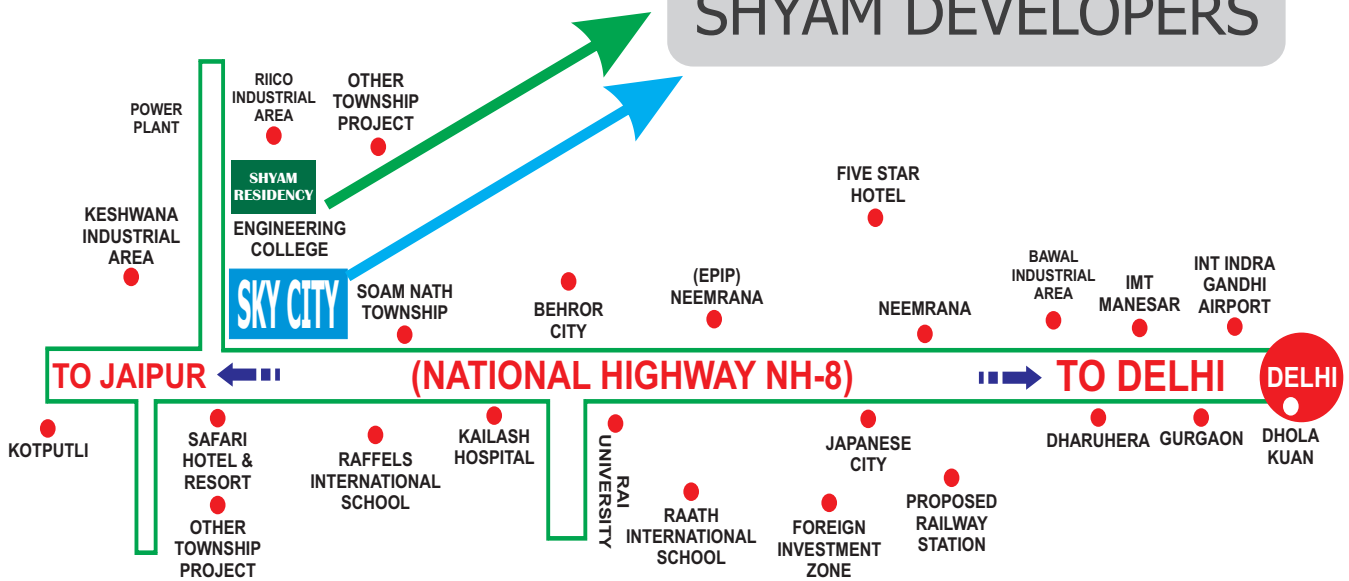 SHYAM DEVELOPERS
POWER
PLANT
RIICO
INDUSTRIAL
AREA
OTHER
TOWNSHIP
PROJECT
SHYAM
RESIDENCY
KESHWANA
INDUSTRIAL
AREA
ENGINEERING
COLLEGE
SKY CITY
SOAM NATH
TOWNSHIP
BEHROR
CITY
(EPIP)
NEEMRANA
FIVE STAR
HOTEL
NEEMRANA
BAWAL
INDUSTRIAL
AREA
IMT
MANESAR
INT INDRA
GANDHI
AIRPORT
TO JAIPUR
(NATIONAL HIGHWAY NH-8)
TO DELHI
DELHI
KOTPUTLI
SAFARI
HOTEL &
RESORT
OTHER
TOWNSHIP
PROJECT
RAFFELS
INTERNATIONAL
SCHOOL
KAILASH
HOSPITAL
RAI
UNIVERSITY
RAATH
INTERNATIONAL
SCHOOL
JAPANESE
CITY
FOREIGN
INVESTMENT
ZONE
PROPOSED
RAILWAY
STATION
DHARUHERA
GURGAON
DHOLA
KUAN